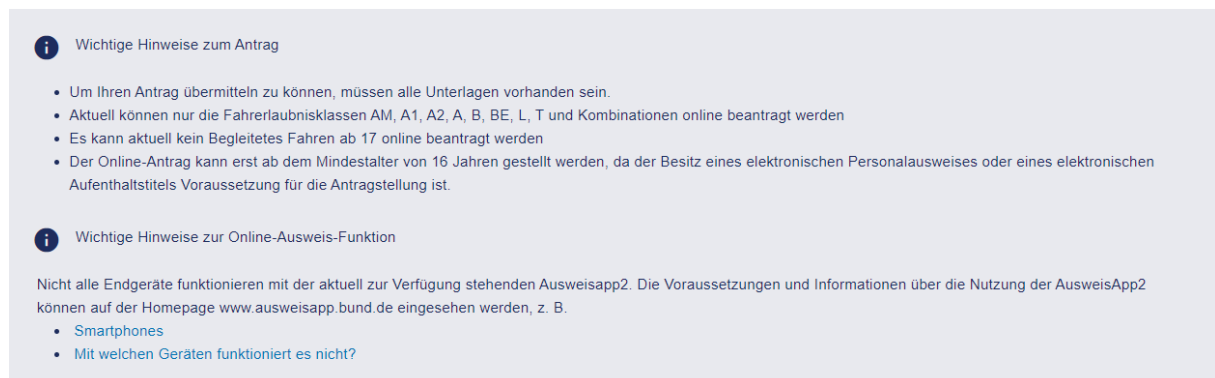 Wichtige Hinweise zum Antrag
Um Ihren Antrag übermitteln zu können, müssen alle Unterlagen vorhanden sein.
Aktuell können nur die Fahrerlaubnisklassen AM, A1, A2, A, B, BE, L, T und Kombinationen online beantragt werden
Es kann aktuell kein Begleitetes Fahren ab 17 online beantragt werden
Der Online-Antrag kann erst ab dem Mindestalter von 16 Jahren gestellt werden, da der Besitz eines elektronischen Personalausweises oder eines elektronischen
Aufenthaltstitels Voraussetzung für die Antragstellung ist.
Wichtige Hinweise zur Online-Ausweis-Funktion
Nicht alle Endgeräte funktionieren mit der aktuell zur Verfügung stehenden Ausweisapp2. Die Voraussetzungen und Informationen über die Nutzung der AusweisApp2
können auf der Homepage www.ausweisapp.bund.de eingesehen werden, z. B.
Smartphones
Mit welchen Geräten funktioniert es nicht?